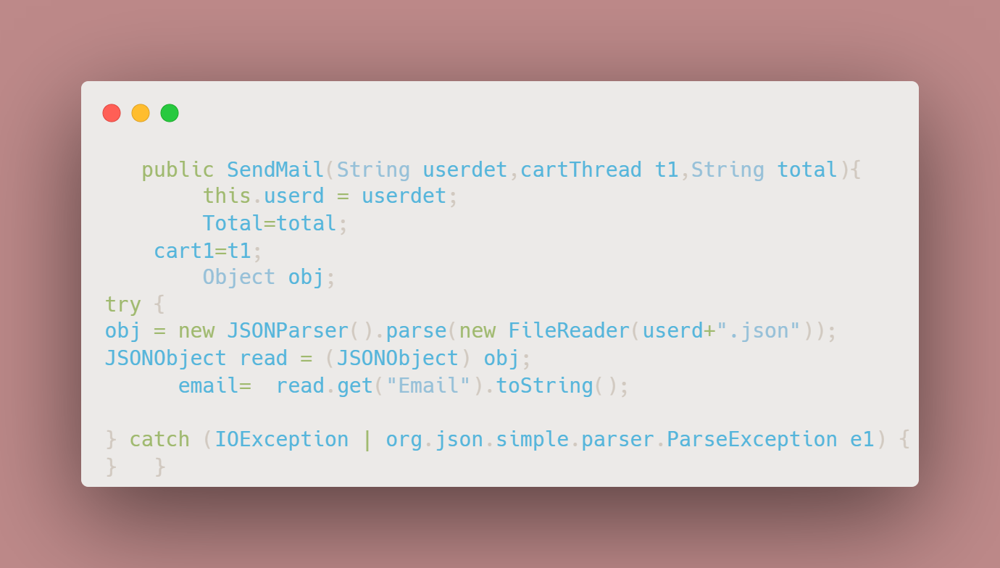 public SendMail(String userdet,cartThread t1,String total){
this.userd = userdet;
Total=total;
cart1=t1;
Object obj;
try {
obj = new JSONParser().parse(new FileReader(userd+".json"));
JSONObject read = (JSONObject) obj;
email=  read.get("Email").toString();
} catch (IOException | org.json.simple.parser.ParseException e1) {
}   }